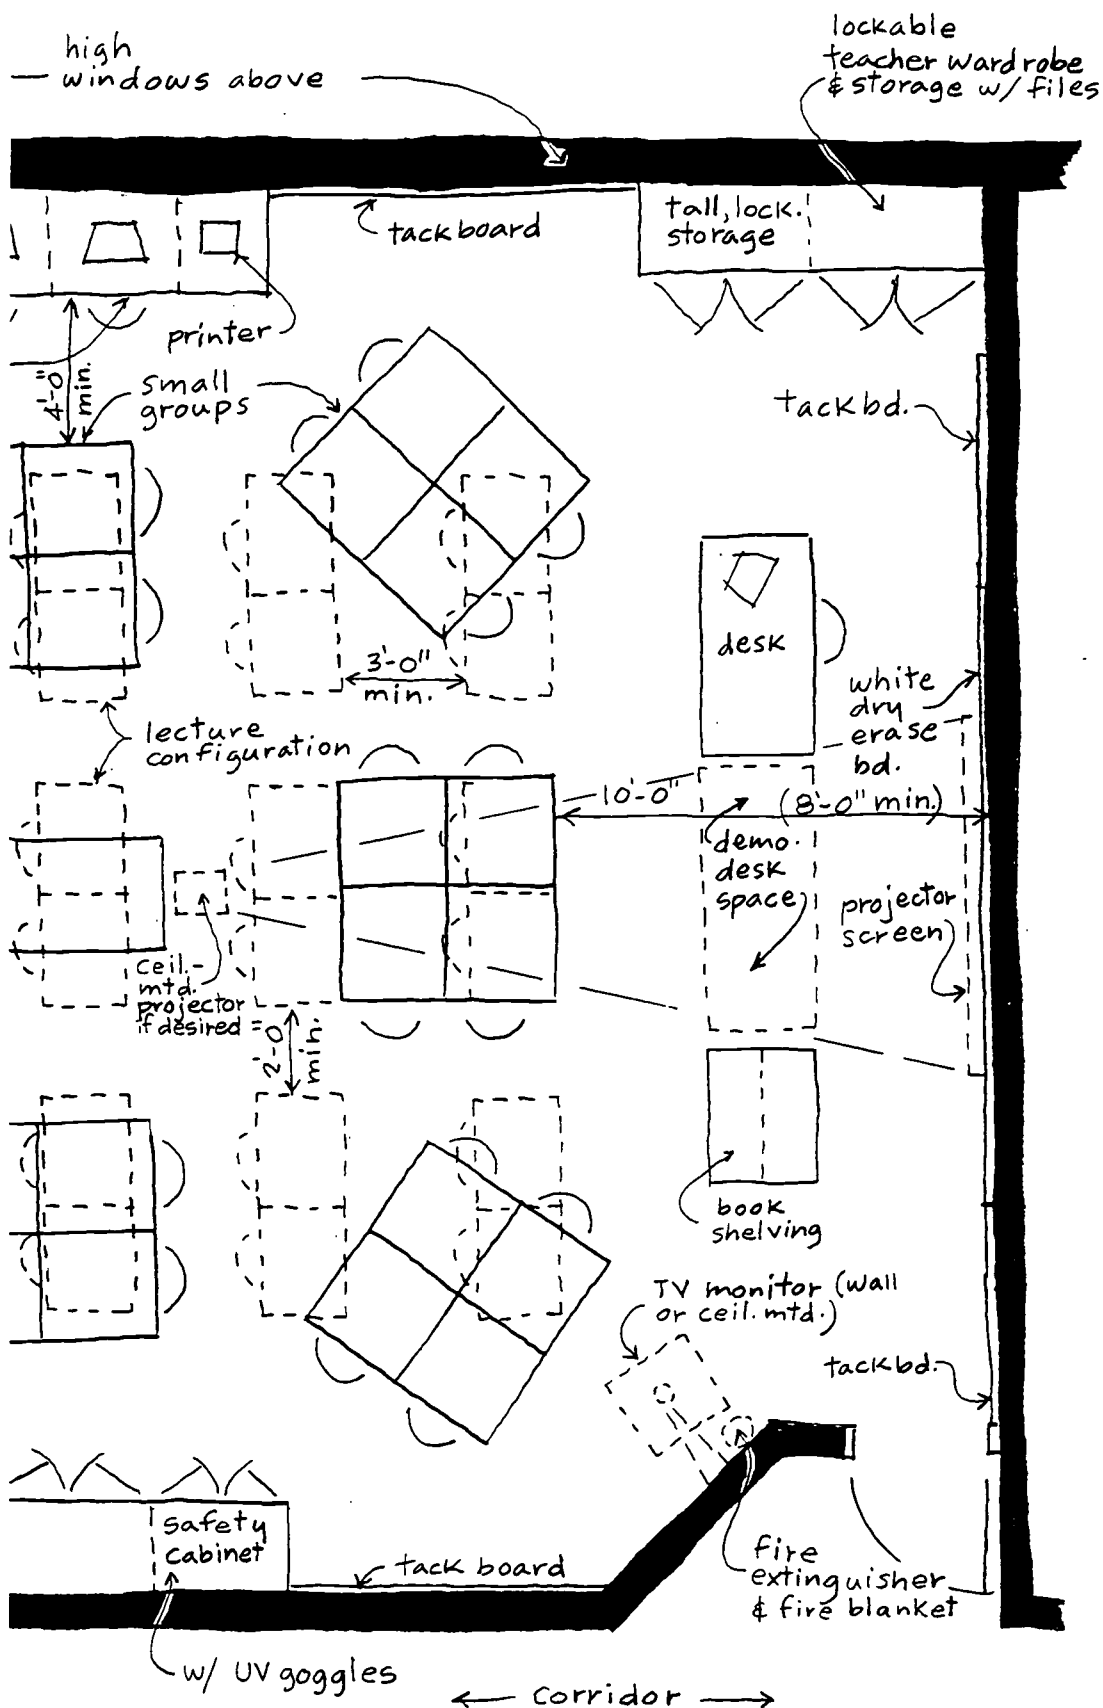 high
windows above
lockable
teacher wardrobe
& storage w/ files
tack board
tall, lock.
storage
printer
4'-0"
min.
small
groups
tack bd.
desk
3'-0"
min.
white
dry
erase
bd.
lecture
configuration
10'-0"
(8'-0" min.)
demo.
desk
space
projector
screen
ceil.-
mtd.
projector
if desired
2'-0"
min.
book
shelving
TV monitor (wall
or ceil. mtd.)
tack bd.
safety
cabinet
tack board
fire
extinguisher
& fire blanket
w/ UV goggles
corridor